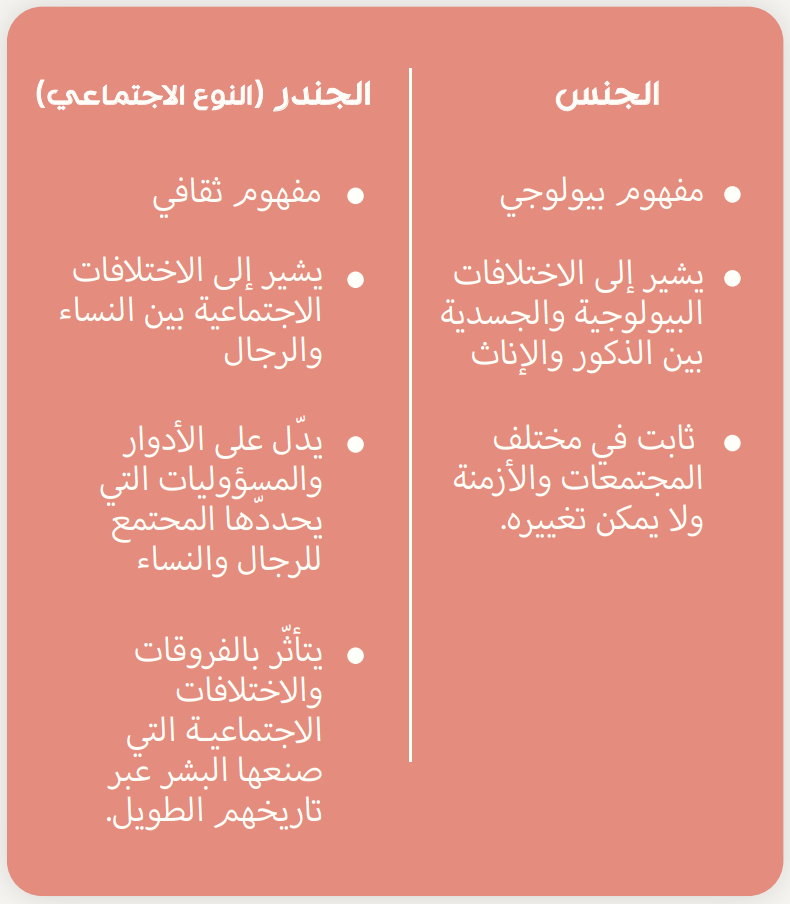 الجنس
مفهوم بيولوجي
يشير إلى الاختلافات
البيولوجية والجسدية
بين الذكور والإناث
ثابت في مختلف
المجتمعات والأزمنة
ولا يمكن تغييره.
الجندر (النوع الاجتماعي)
مفهوم ثقافي
يشير إلى الاختلافات
الاجتماعية بين النساء
والرجال
يدّل على الأدوار
والمسؤوليات التي
يحددّها المجتمع
للرجال والنساء
يتأثّر بالفروقات
والاختلافات
الاجتماعيـة التي
صنعها البشر عبر
تاريخهم الطويل.